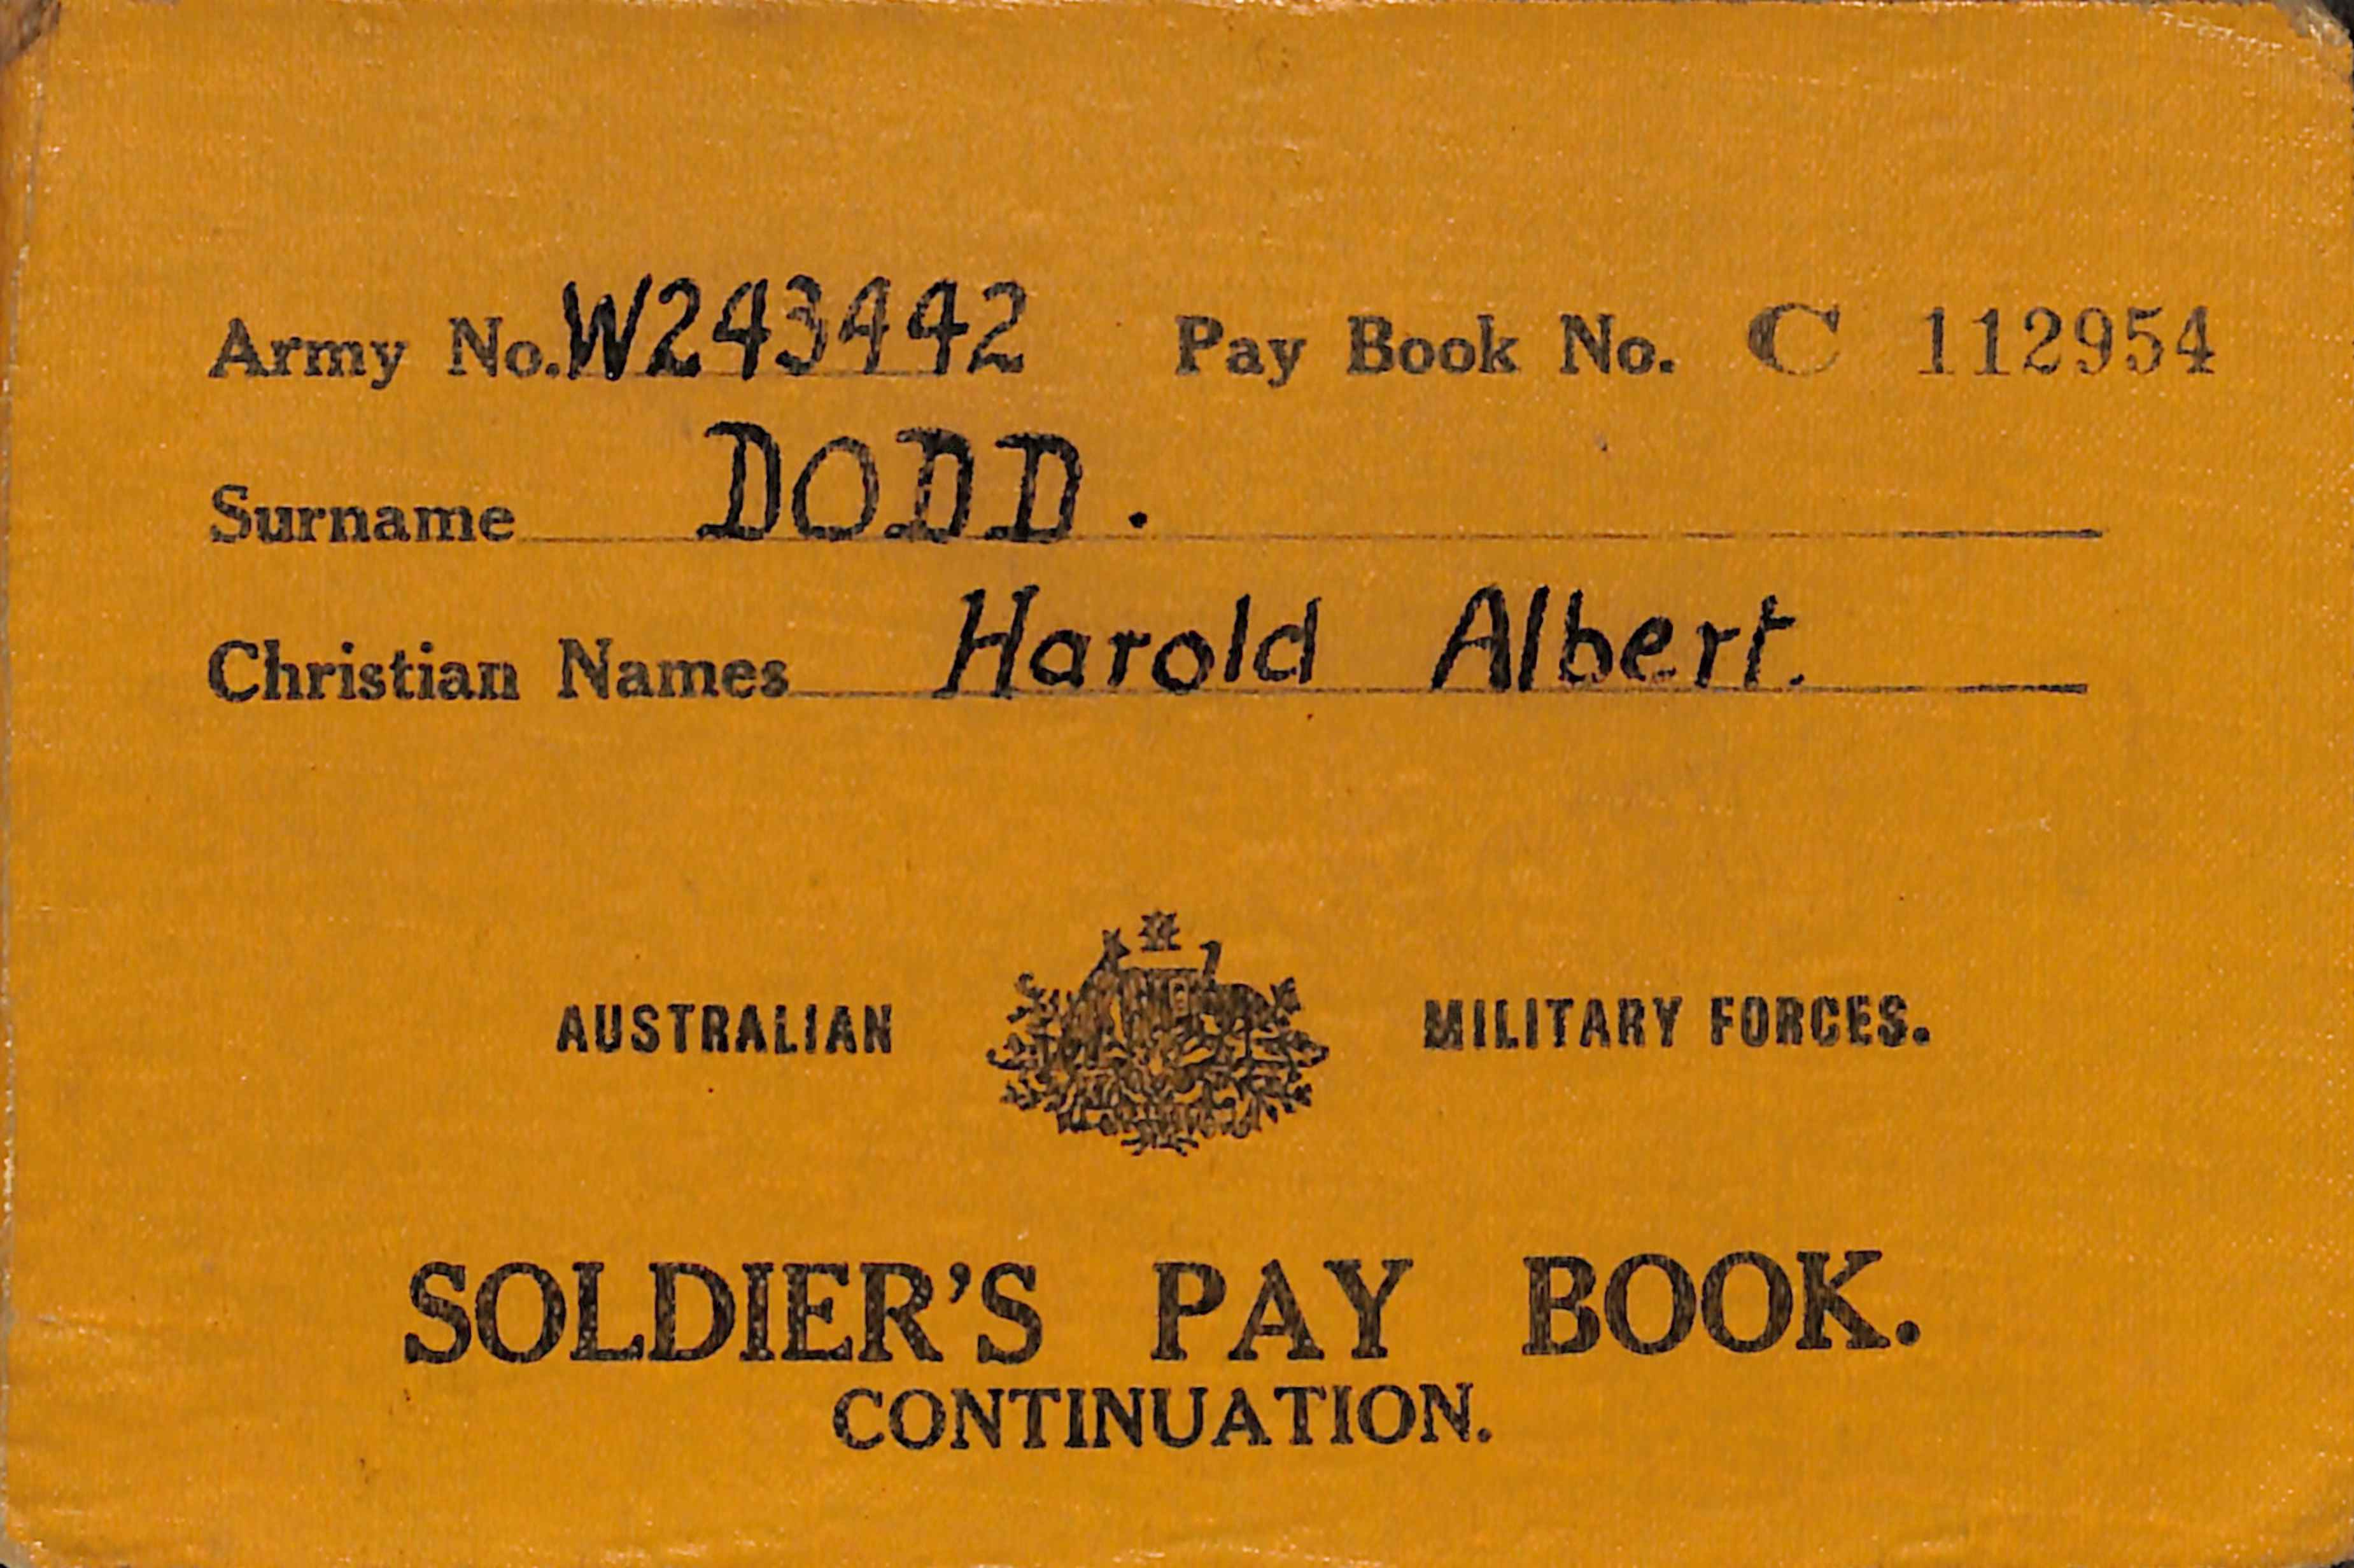 Army No. W243442 Pay Book No. C 112954
Surname DODD.
Christian Names Harold Albert.
AUSTRALIAN MILITARY FORCES.
SOLDIER'S PAY BOOK.
CONTINUATION.